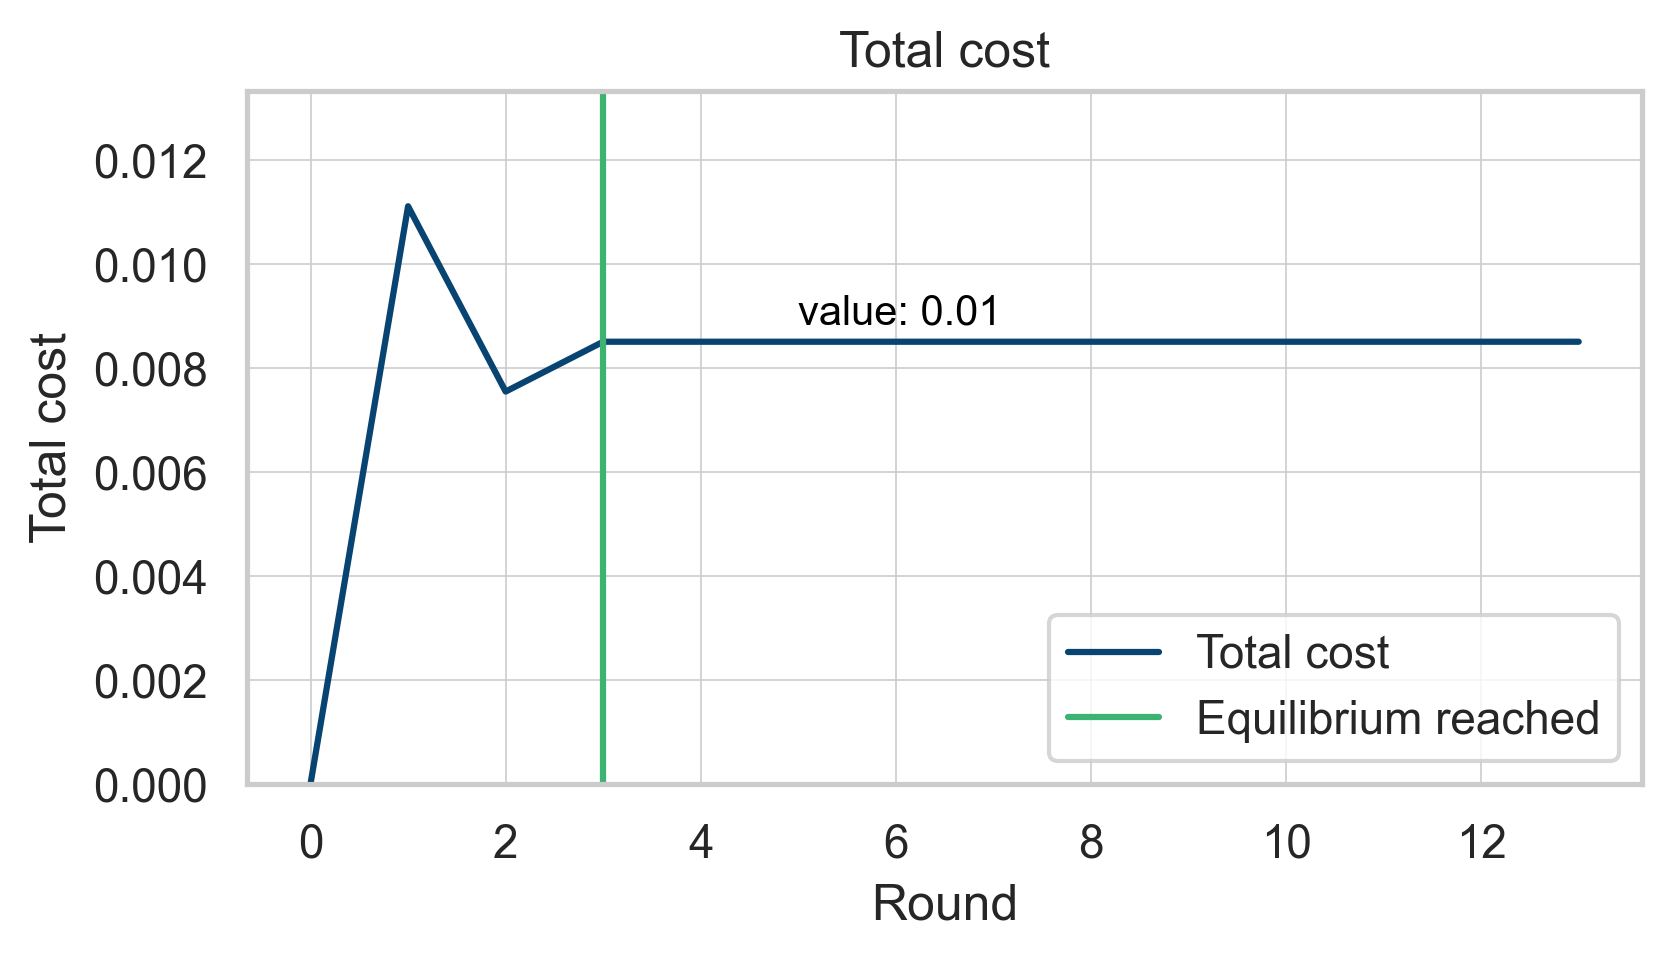 Total cost
0.012
0.010
0.008
0.006
0.004
0.002
0.000
Total cost
value: 0.01
Total cost
Equilibrium reached
0 2 4 6 8 10 12
Round